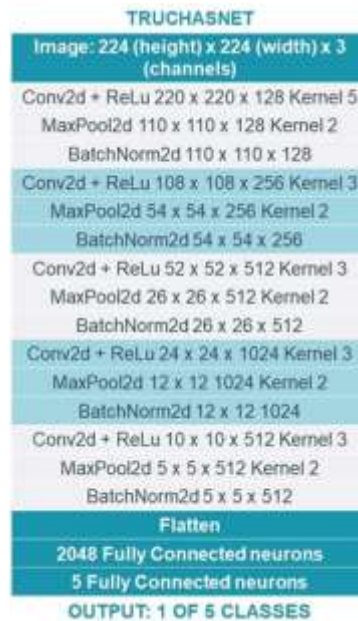 TRUCHASNET
Image: 224 (height) x 224 (width) x 3
(channels)
Conv2d + ReLu 220 x 220 x 128 Kernel 5
MaxPool2d 110 x 110 x 128 Kernel 2
BatchNorm2d 110 x 110 x 128
Conv2d + ReLu 108 x 108 x 256 Kernel 3
MaxPool2d 54 x 54 x 256 Kernel 2
BatchNorm2d 54 x 54 x 256
Conv2d + ReLu 52 x 52 x 512 Kernel 3
MaxPool2d 26 x 26 x 512 Kernel 2
BatchNorm2d 26 x 26 x 512
Conv2d + ReLu 24 x 24 x 1024 Kernel 3
MaxPool2d 12 x 12 1024 Kernel 2
BatchNorm2d 12 x 12 1024
Conv2d + ReLu 10 x 10 x 512 Kernel 3
MaxPool2d 5 x 5 x 512 Kernel 2
BatchNorm2d 5 x 5 x 512
Flatten
2048 Fully Connected neurons
5 Fully Connected neurons
OUTPUT: 1 OF 5 CLASSES